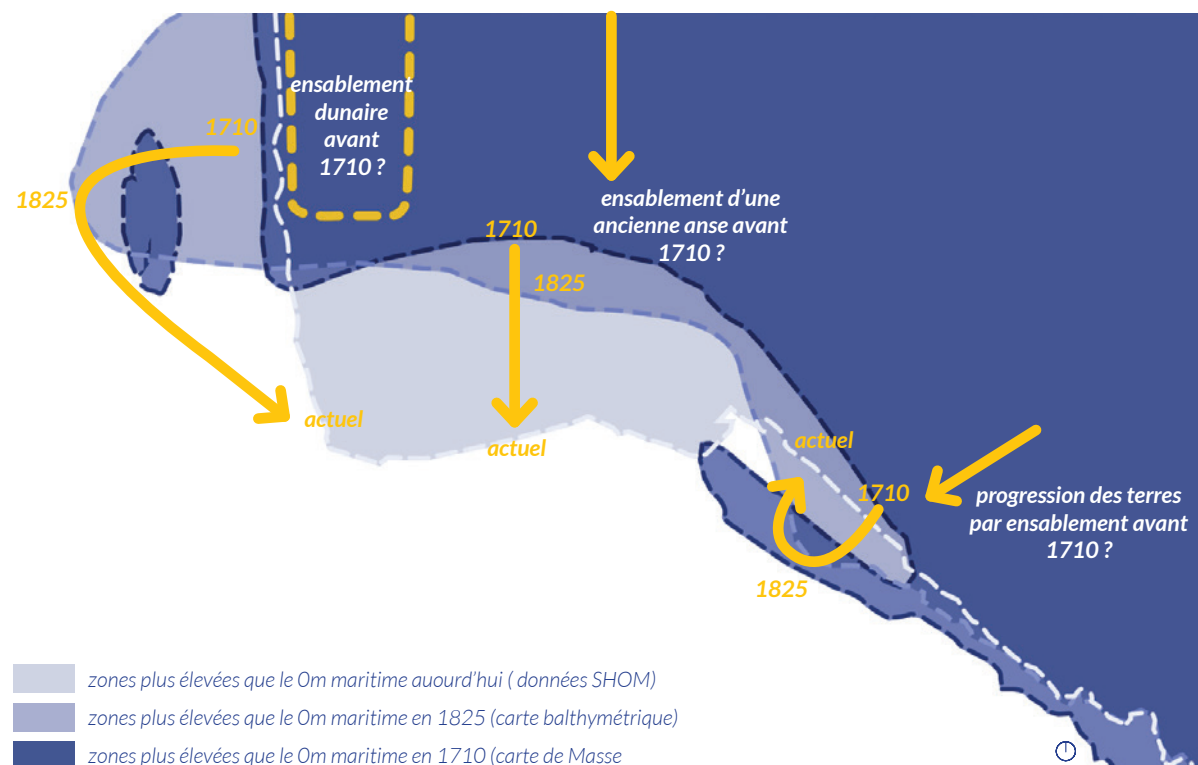 ensablement
dunaire
avant
1710 ?
1710
1825
ensablement d’une
ancienne anse avant
1710 ?
1710
1825
actuel
actuel
actuel
1710
progression des terres
par ensablement avant
1710 ?
1825
zones plus élevées que le 0m maritime auourd’hui ( données SHOM)
zones plus élevées que le 0m maritime en 1825 (carte balthymétrique)
zones plus élevées que le 0m maritime en 1710 (carte de Masse